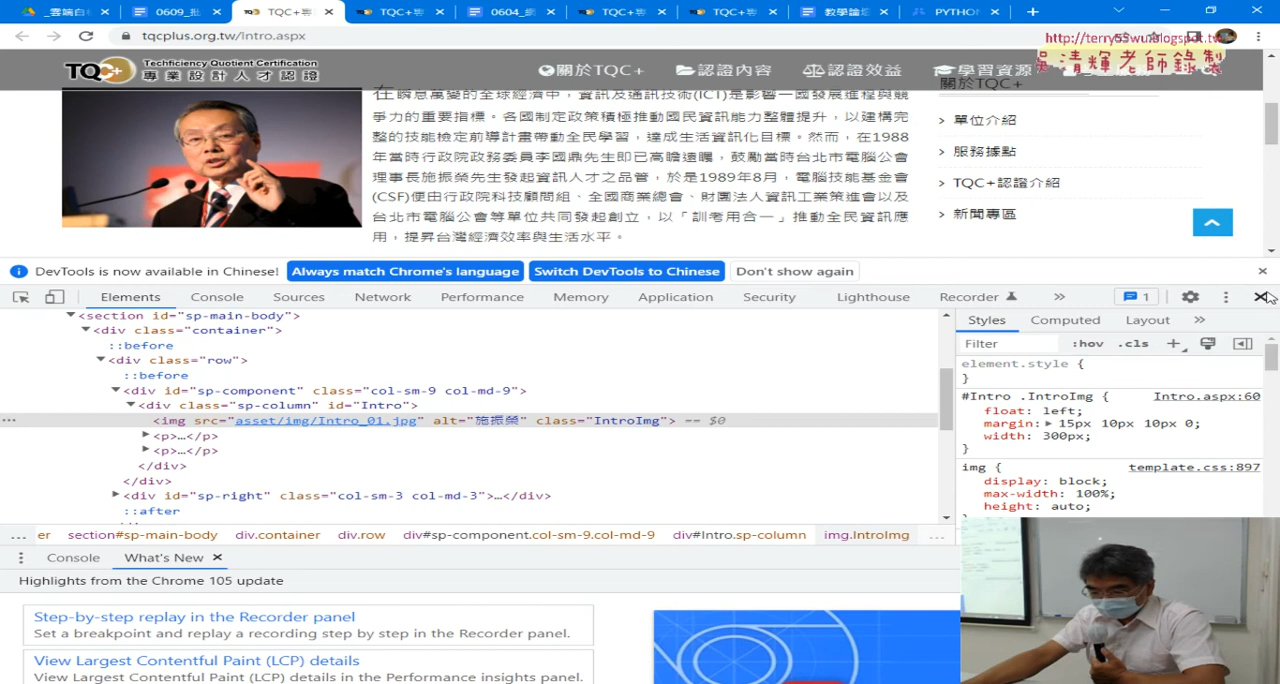 _雲端白
0609_批
TQC+專
TQC+專
0604_網
TQC+專
TQC+專
教學論壇
PYTHON
tqcplus.org.tw/Intro.aspx
http://terry55wu.blogspot.tw
吳清輝老師錄製
TQC+
Techficiency Quotient Certification
專業設計人才認證
關於TQC+
認證內容
認證效益
學習資源
關於TQC+
在瞬息萬變的全球經濟中，資訊及通訊技術(ICT)是影響一國發展進程與競
爭力的重要指標。各國制定政策積極推動國民資訊能力整體提升，以建構完
整的技能檢定前導計畫帶動全民學習，達成生活資訊化目標。然而，在1988
年當時行政院政務委員李國鼎先生即已高瞻遠矚，鼓勵當時台北市電腦公會
理事長施振榮先生發起資訊人才之品管，於是1989年8月，電腦技能基金會
(CSF)便由行政院科技顧問組、全國商業總會、財團法人資訊工業策進會以及
台北市電腦公會等單位共同發起創立，以「訓考用合一」推動全民資訊應
用，提昇台灣經濟效率與生活水平。
> 單位介紹
> 服務據點
> TQC+認證介紹
> 新聞專區
DevTools is now available in Chinese!
Always match Chrome's language
Switch DevTools to Chinese
Don't show again
Elements
Console
Sources
Network
Performance
Memory
Application
Security
Lighthouse
Recorder
»
1
<section id="sp-main-body">
<div class="container">
::before
<div class="row">
::before
<div id="sp-component" class="col-sm-9 col-md-9">
<div class="sp-column" id="Intro">
<img src="asset/img/Intro_01.jpg" alt="施振榮" class="IntroImg"> == $0
<p>…</p>
<p>…</p>
</div>
</div>
<div id="sp-right" class="col-sm-3 col-md-3">…</div>
::after
... er section#sp-main-body div.container div.row div#sp-component.col-sm-9.col-md-9 div#Intro.sp-column img.IntroImg ...
Styles
Computed
Layout
»
Filter
:hov .cls +
element.style {
}
#Intro .IntroImg { Intro.aspx:60
float: left;
margin: 15px 10px 10px 0;
width: 300px;
}
img { template.css:897
display: block;
max-width: 100%;
height: auto;
Console
What's New
Highlights from the Chrome 105 update
Step-by-step replay in the Recorder panel
Set a breakpoint and replay a recording step by step in the Recorder panel.
View Largest Contentful Paint (LCP) details
View Largest Contentful Paint (LCP) details in the Performance insights panel.